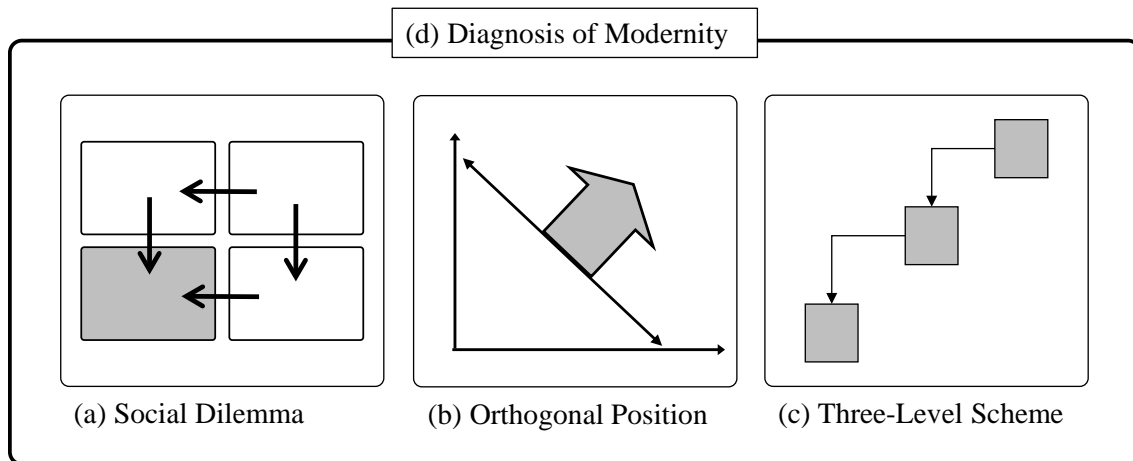 (d) Diagnosis of Modernity
(a) Social Dilemma
(b) Orthogonal Position
(c) Three-Level Scheme